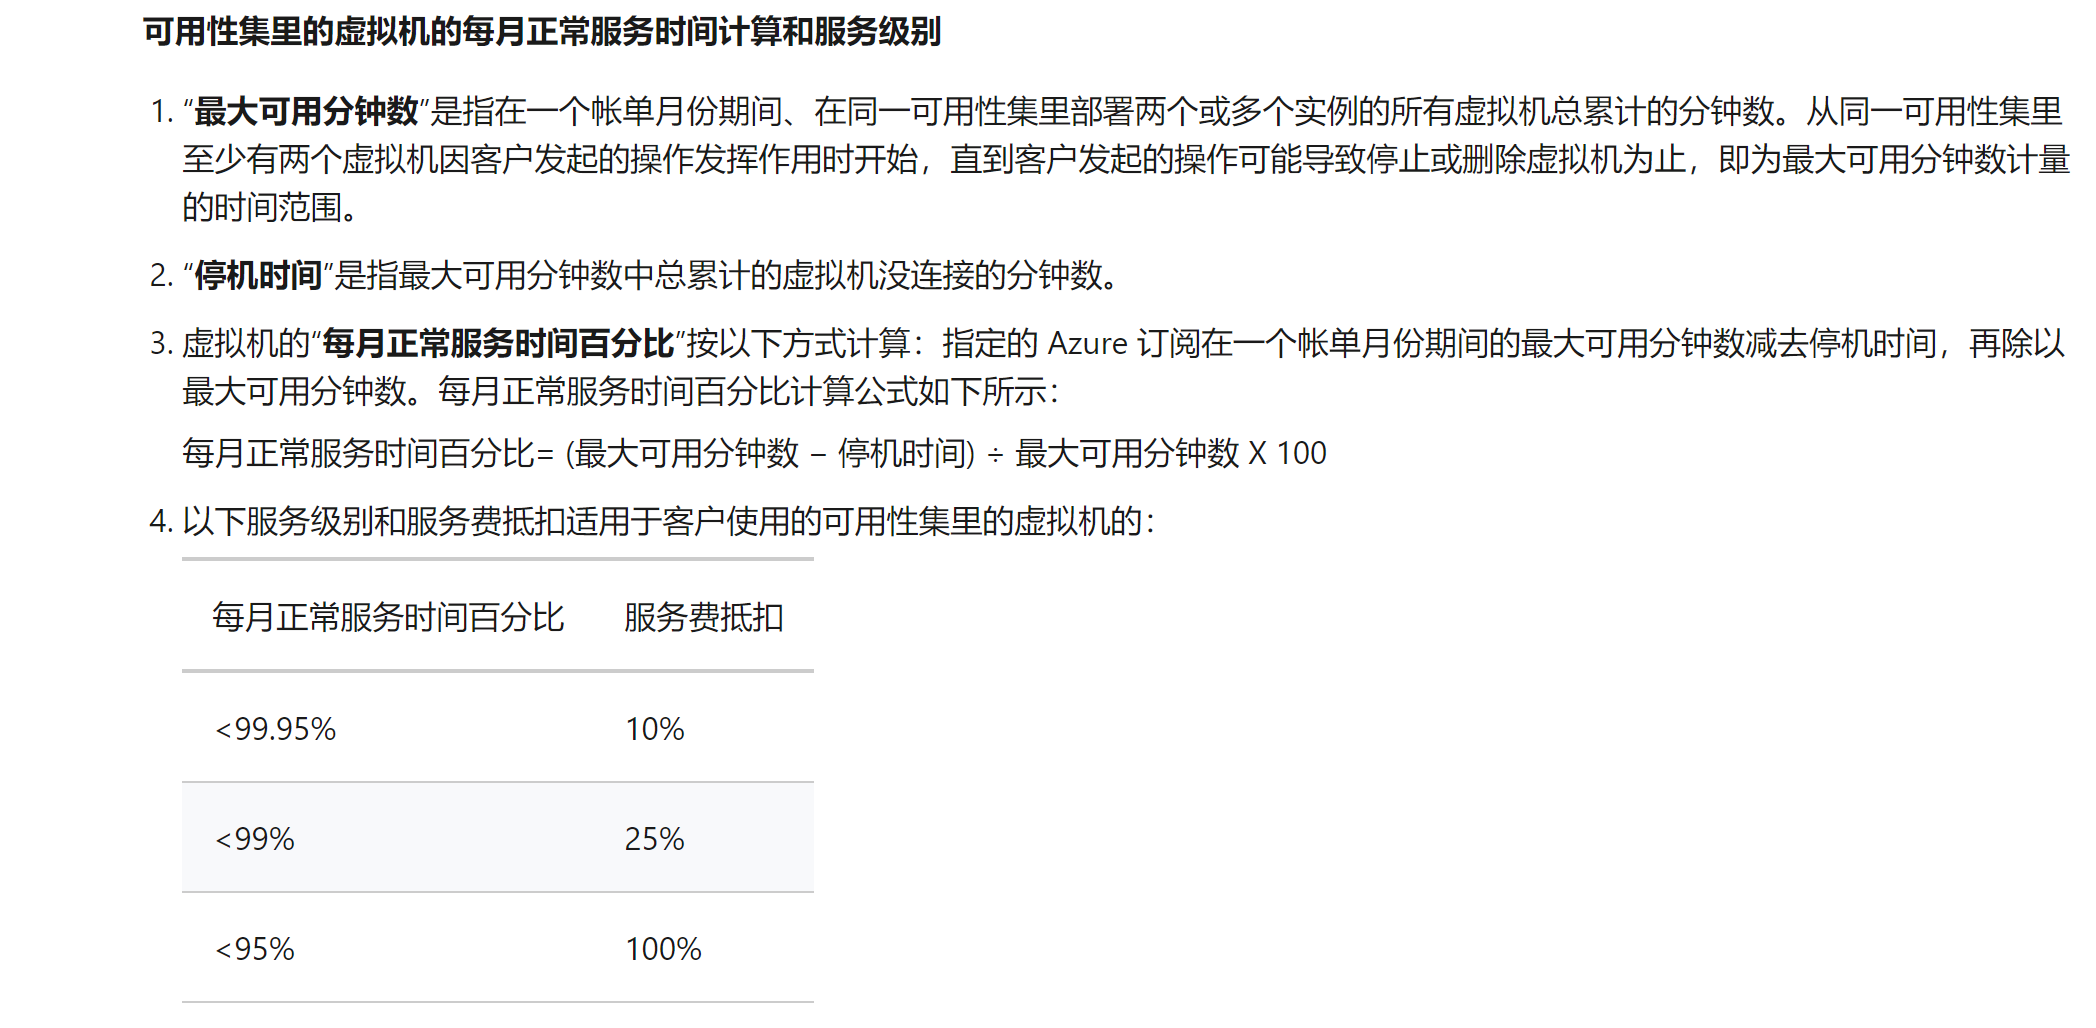 可用性集里的虚拟机的每月正常服务时间计算和服务级别
1. “最大可用分钟数”是指在一个帐单月份期间、在同一可用性集里部署两个或多个实例的所有虚拟机总累计的分钟数。从同一可用性集里
至少有两个虚拟机因客户发起的操作发挥作用时开始，直到客户发起的操作可能导致停止或删除虚拟机为止，即为最大可用分钟数计量
的时间范围。
2. “停机时间”是指最大可用分钟数中总累计的虚拟机没连接的分钟数。
3. 虚拟机的“每月正常服务时间百分比”按以下方式计算：指定的 Azure 订阅在一个帐单月份期间的最大可用分钟数减去停机时间，再除以
最大可用分钟数。每月正常服务时间百分比计算公式如下所示：
每月正常服务时间百分比= (最大可用分钟数 – 停机时间) ÷ 最大可用分钟数 X 100
4. 以下服务级别和服务费抵扣适用于客户使用的可用性集里的虚拟机的：
每月正常服务时间百分比 服务费抵扣
<99.95% 10%
<99% 25%
<95% 100%